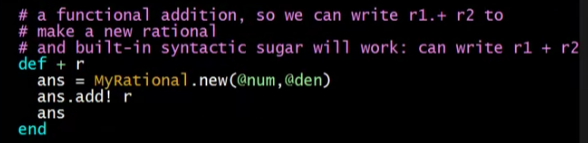 # a functional addition, so we can write r1.+ r2 to
# make a new rational
# and built-in syntactic sugar will work: can write r1 + r2
def + r
  ans = MyRational.new(@num,@den)
  ans.add! r
  ans
end